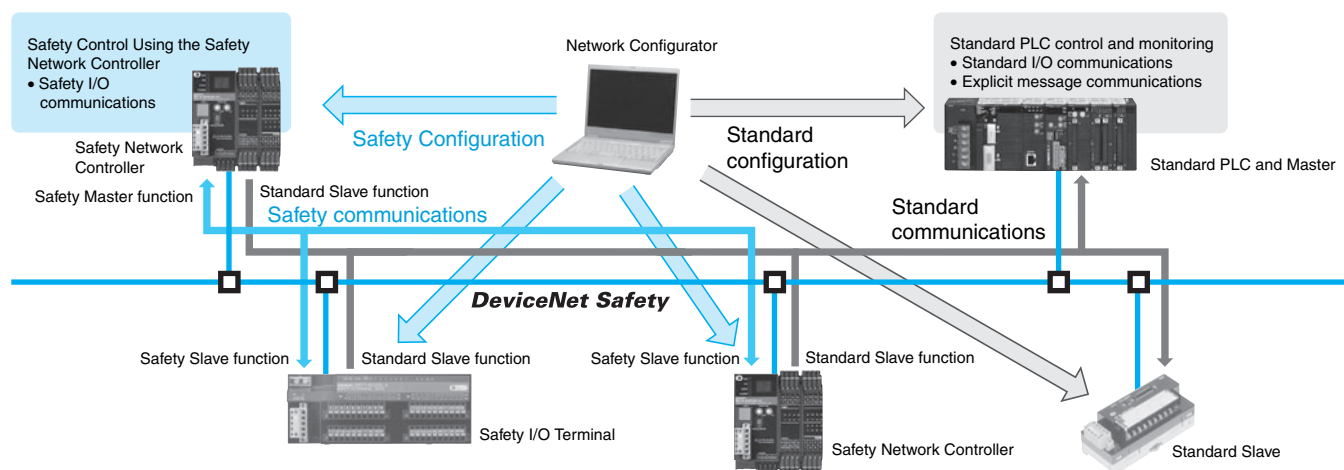 Safety Control Using the Safety
Network Controller
• Safety I/O
communications
Network Configurator
Standard PLC control and monitoring
• Standard I/O communications
• Explicit message communications
Safety Configuration
Standard
configuration
Safety Network
Controller
Standard PLC and Master
Safety Master function
Standard Slave function
Safety communications
Standard
communications
DeviceNet Safety
Safety Slave function
Standard Slave function
Safety Slave function
Standard Slave function
Safety I/O Terminal
Safety Network Controller
Standard Slave